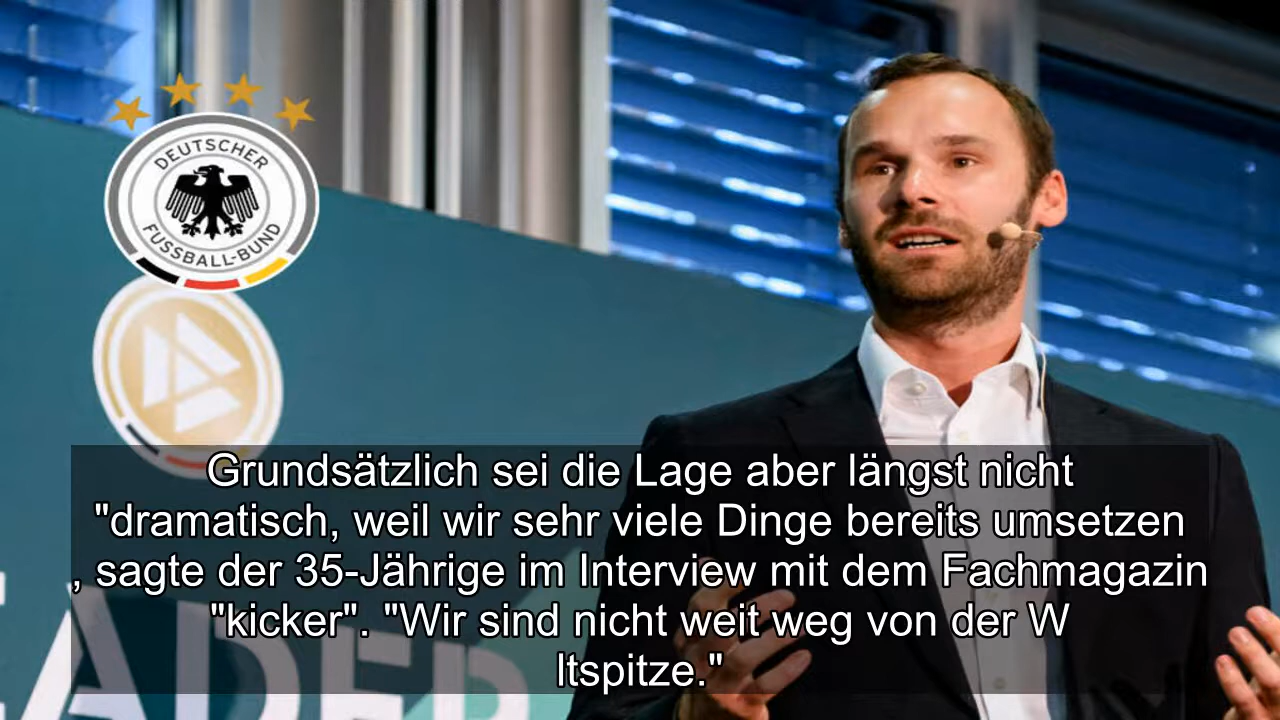 DEUTSCHER
FUSSBALL-BUND
Grundsätzlich sei die Lage aber längst nicht
"dramatisch, weil wir sehr viele Dinge bereits umsetzen
, sagte der 35-Jährige im Interview mit dem Fachmagazin
"kicker". "Wir sind nicht weit weg von der W
ltspitze."